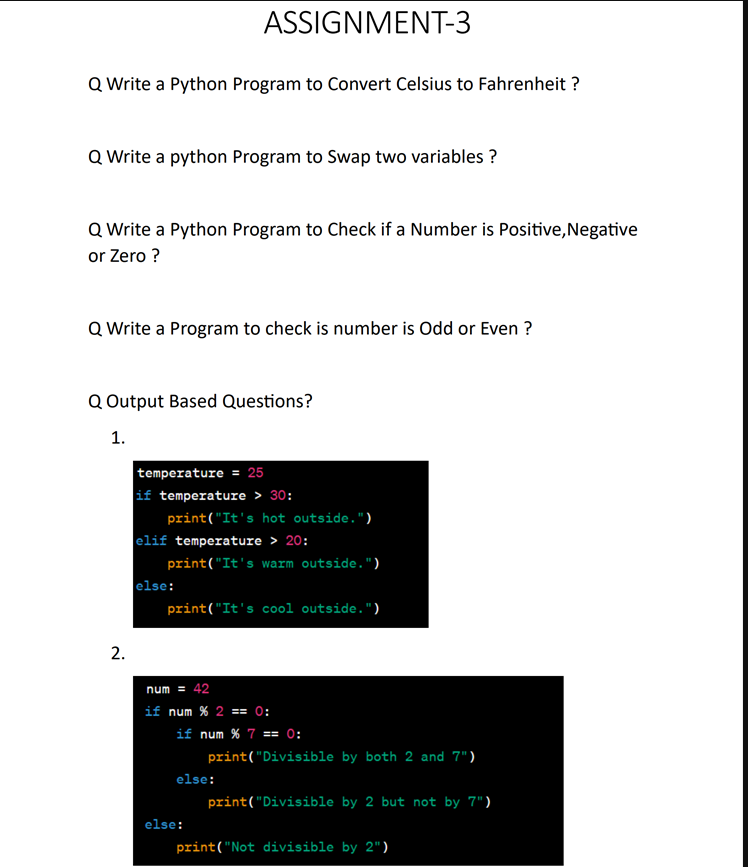 ASSIGNMENT-3
Q Write a Python Program to Convert Celsius to Fahrenheit ?
Q Write a python Program to Swap two variables ?
Q Write a Python Program to Check if a Number is Positive,Negative
or Zero ?
Q Write a Program to check is number is Odd or Even ?
Q Output Based Questions?
1.
temperature = 25
if temperature > 30:
    print("It's hot outside.")
elif temperature > 20:
    print("It's warm outside.")
else:
    print("It's cool outside.")
2.
num = 42
if num % 2 == 0:
    if num % 7 == 0:
        print("Divisible by both 2 and 7")
    else:
        print("Divisible by 2 but not by 7")
else:
    print("Not divisible by 2")